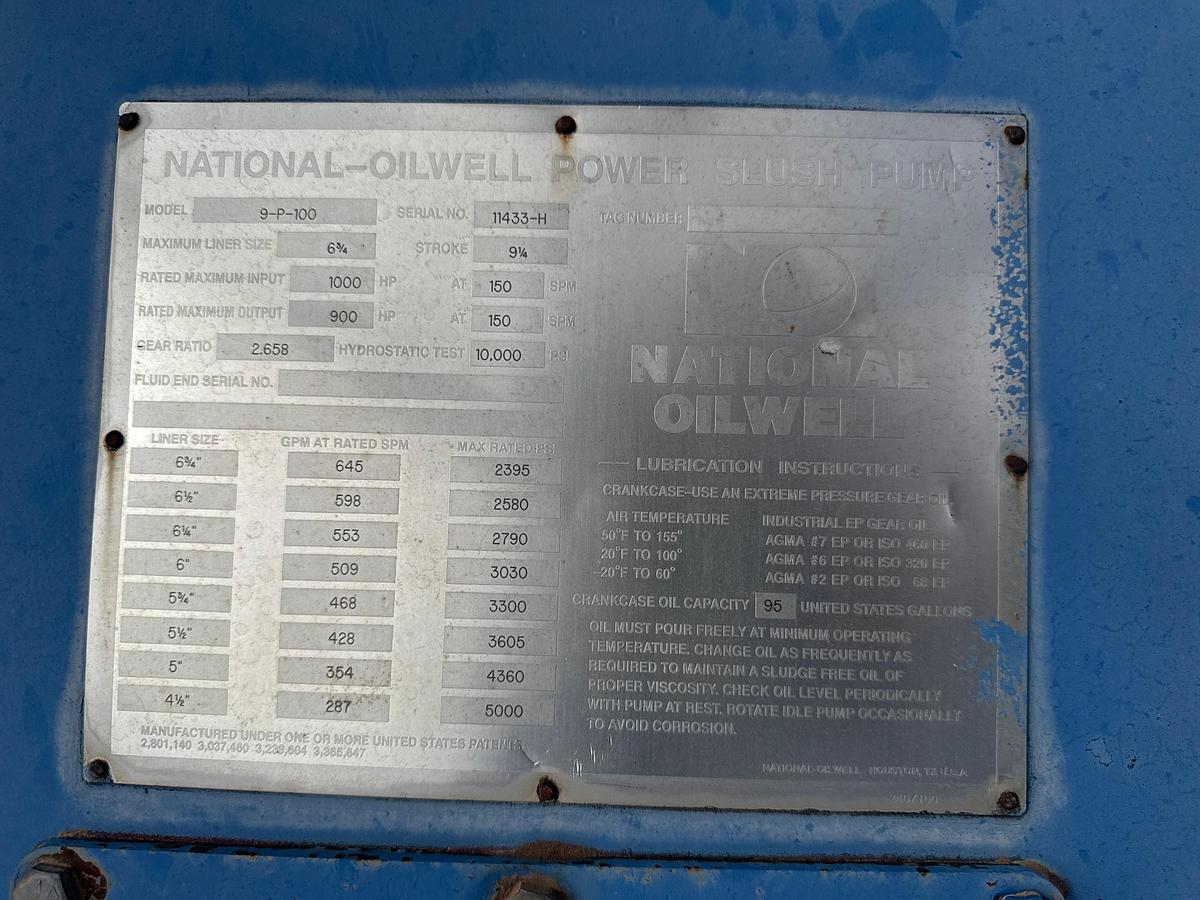 NATIONAL-OILWELL POWER SLUSH PUMP
MODEL 9-P-100 SERIAL NO. 11433-H TAG NUMBER
MAXIMUM LINER SIZE 6¾ STROKE 9¼
RATED MAXIMUM INPUT 1000 HP AT 150 SPM
RATED MAXIMUM OUTPUT 900 HP AT 150 SPM
GEAR RATIO 2.658 HYDROSTATIC TEST 10,000 PSI
FLUID END SERIAL NO.
LINER SIZE GPM AT RATED SPM MAX RATED PSI
6¾" 645 2395
6½" 598 2580
6¼" 553 2790
6" 509 3030
5¾" 468 3300
5½" 428 3605
5" 354 4360
4½" 287 5000
MANUFACTURED UNDER ONE OR MORE UNITED STATES PATENTS
2,801,140
NATIONAL
OILWELL
LUBRICATION INSTRUCTIONS
CRANKCASE-USE AN EXTREME PRESSURE GEAR OIL
AIR TEMPERATURE INDUSTRIAL EP GEAR OIL
50°F TO 155° AGMA #7 EP OR ISO 460 EP
20°F TO 100° AGMA #6 EP OR ISO 320 EP
-20°F TO 60° AGMA #2 EP OR ISO 68 EP
CRANKCASE OIL CAPACITY 95 UNITED STATES GALLONS
OIL MUST POUR FREELY AT MINIMUM OPERATING
TEMPERATURE. CHANGE OIL AS FREQUENTLY AS
REQUIRED TO MAINTAIN A SLUDGE FREE OIL OF
PROPER VISCOSITY. CHECK OIL LEVEL PERIODICALLY
WITH PUMP AT REST. ROTATE IDLE PUMP OCCASIONALLY
TO AVOID CORROSION.
NATIONAL-OILWELL HOUSTON, TX U.S.A